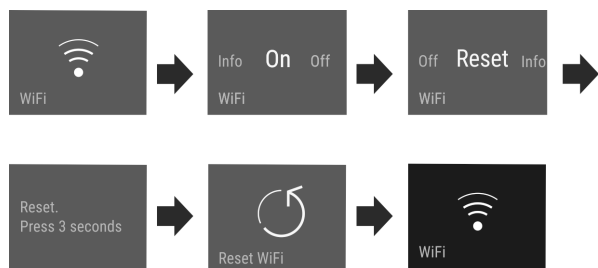 WiFi
Info On Off
WiFi
Off Reset Info
WiFi
Reset.
Press 3 seconds
Reset WiFi
WiFi